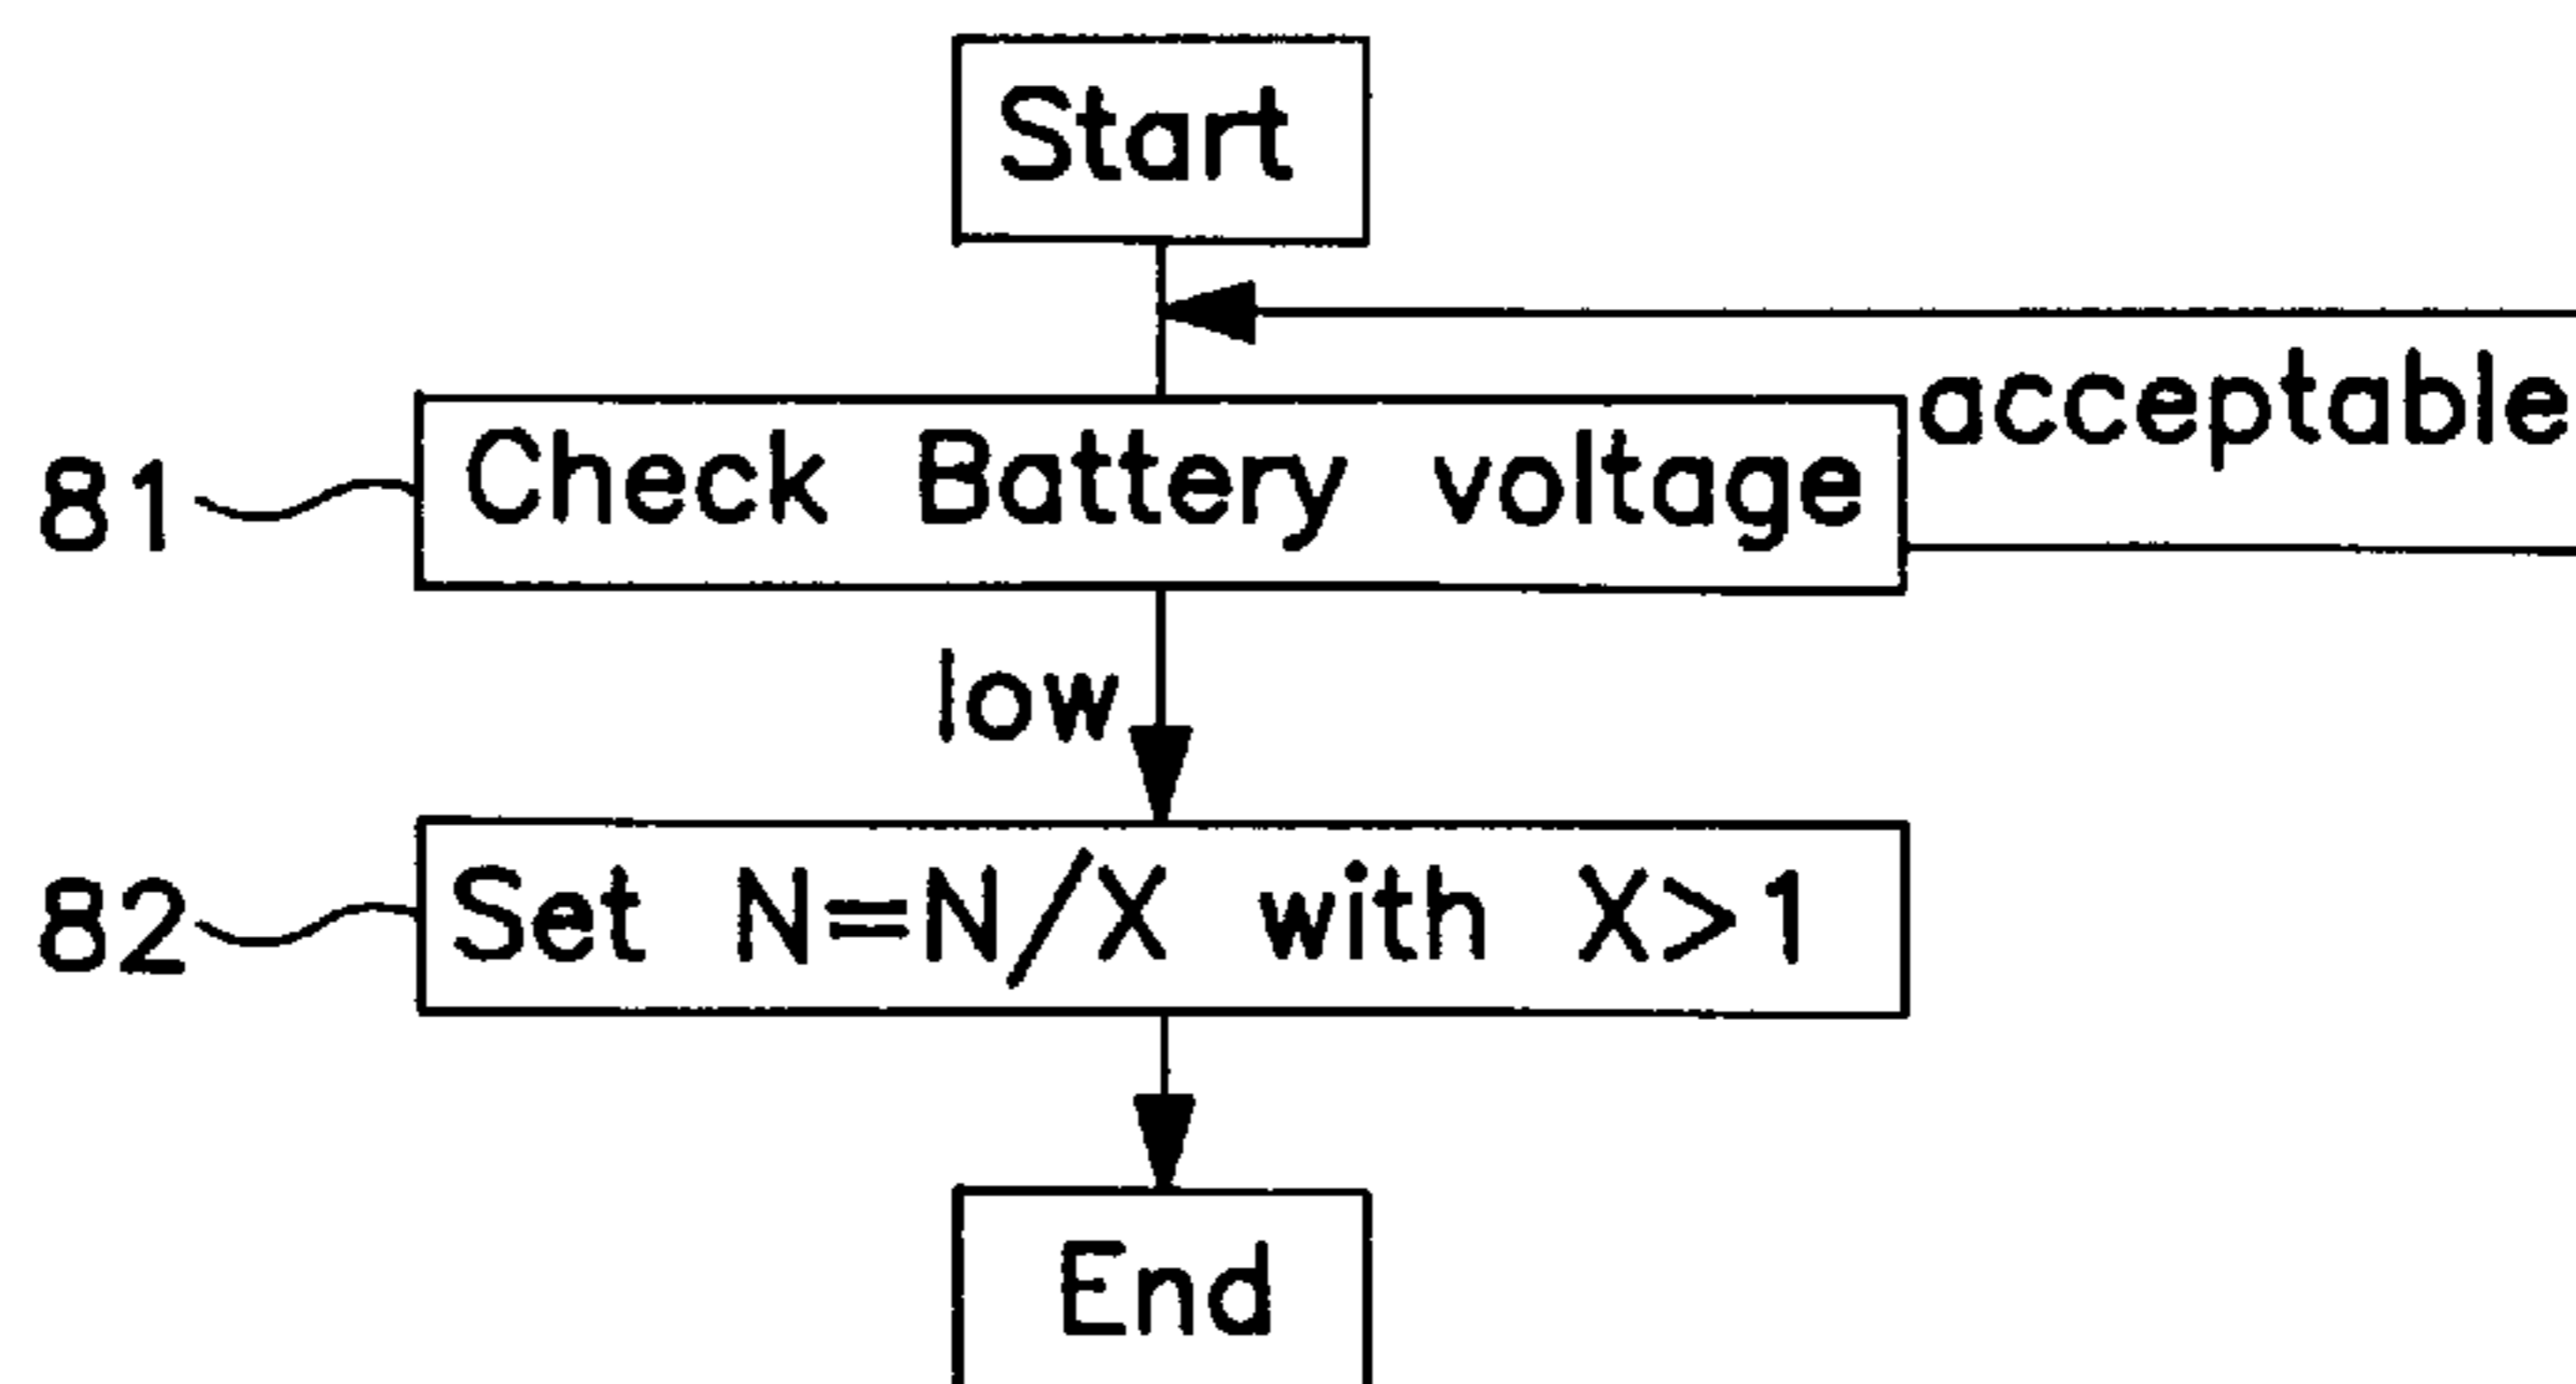 Start
acceptable
81 Check Battery voltage
low
82 Set N=N/X with X>1
End